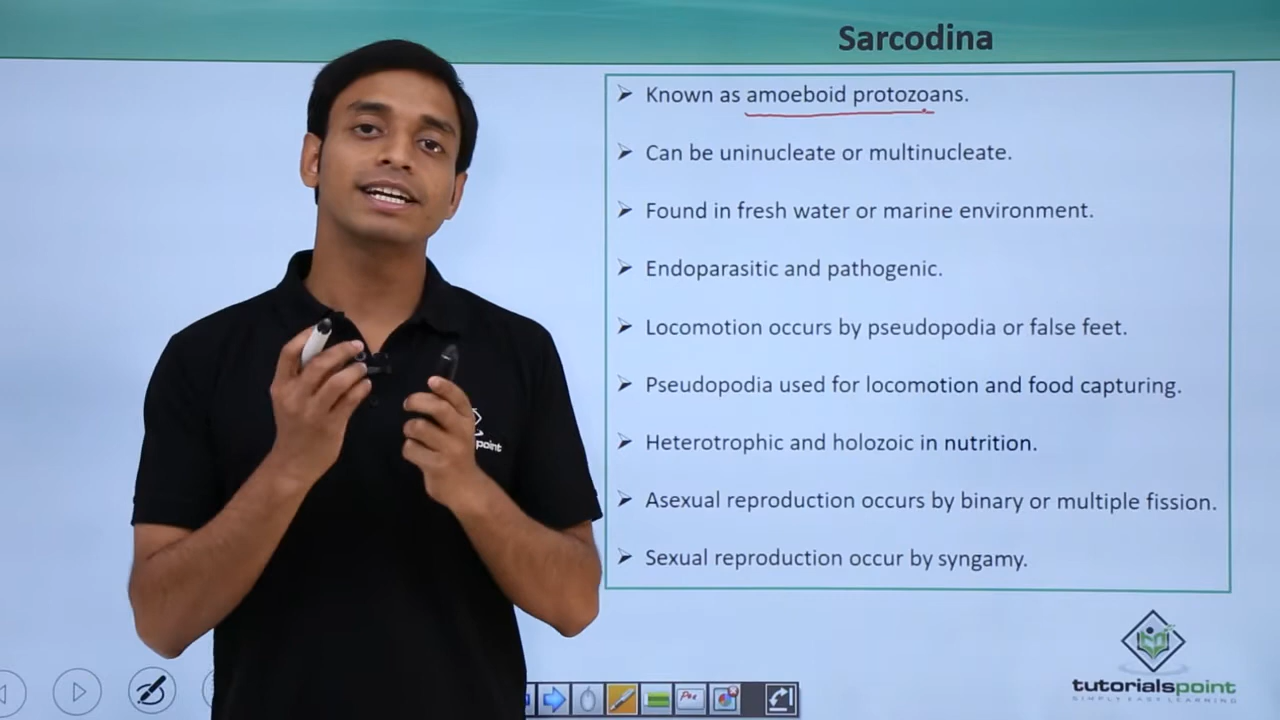 Sarcodina
➢ Known as amoeboid protozoans.
➢ Can be uninucleate or multinucleate.
➢ Found in fresh water or marine environment.
➢ Endoparasitic and pathogenic.
➢ Locomotion occurs by pseudopodia or false feet.
➢ Pseudopodia used for locomotion and food capturing.
➢ Heterotrophic and holozoic in nutrition.
➢ Asexual reproduction occurs by binary or multiple fission.
➢ Sexual reproduction occur by syngamy.
point
tutorialspoint
SIMPLY EASY LEARNING